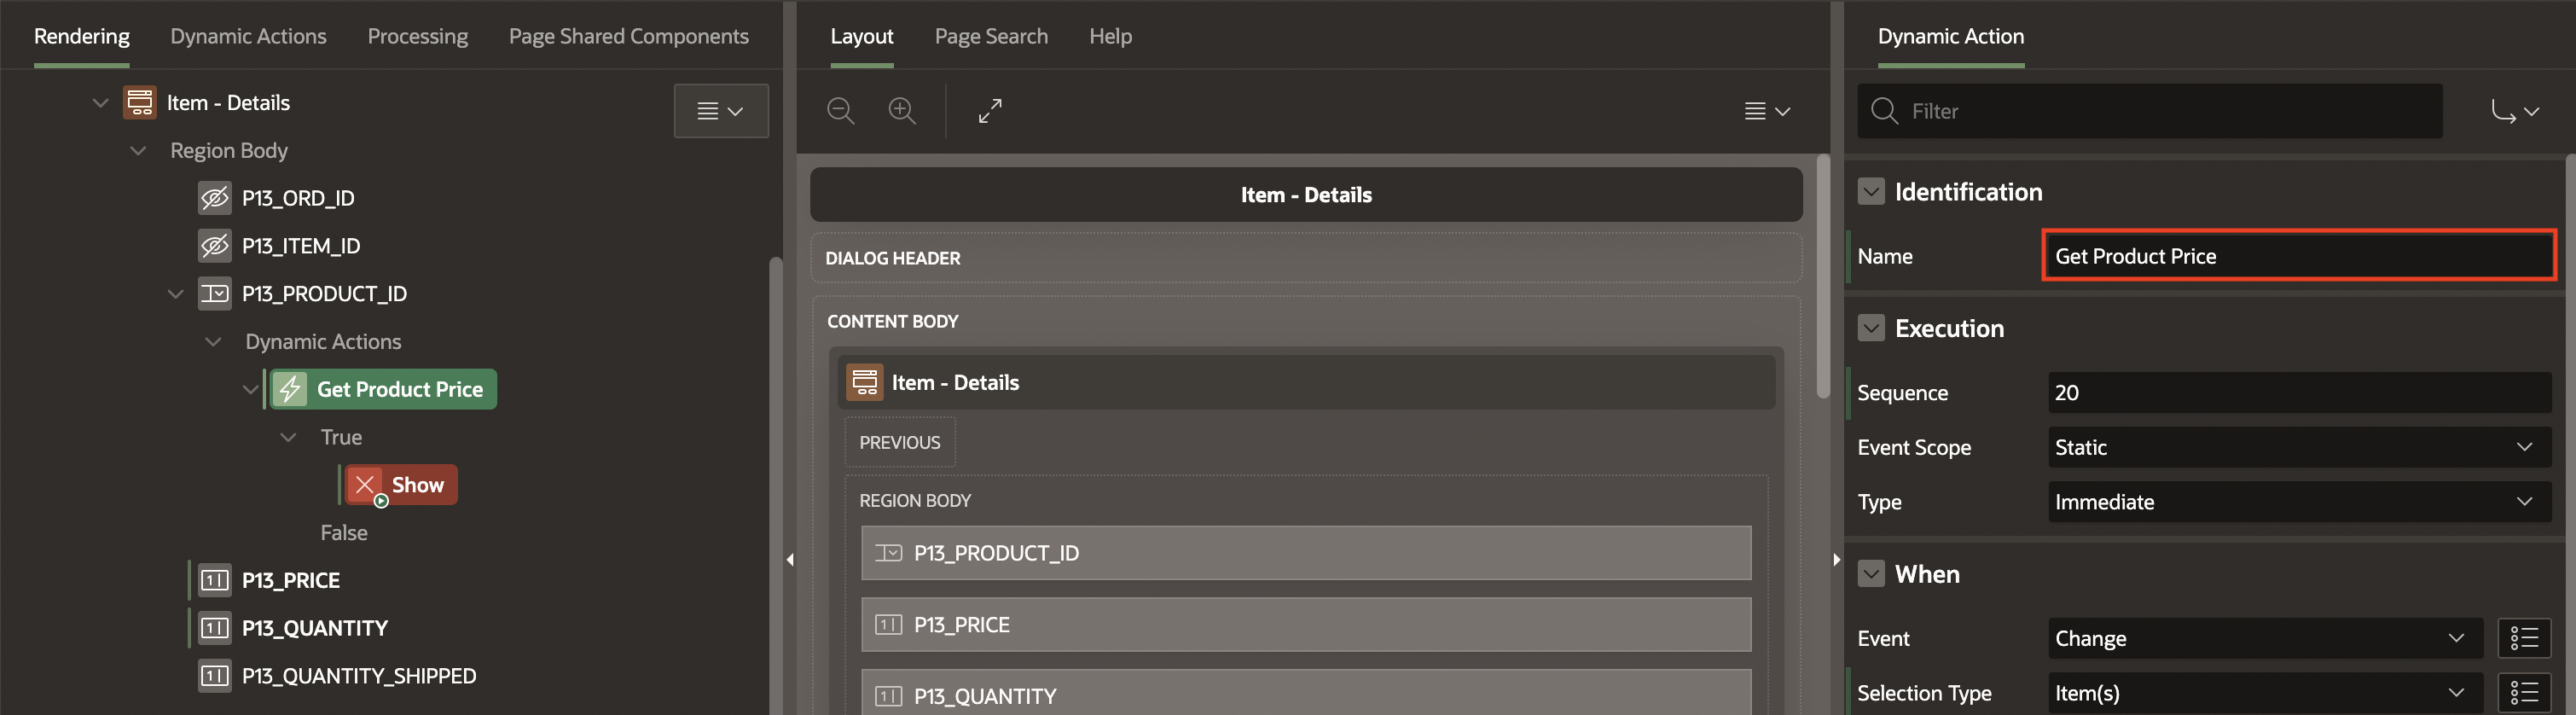 Rendering
Dynamic Actions
Processing
Page Shared Components
Item - Details
Region Body
P13_ORD_ID
P13_ITEM_ID
P13_PRODUCT_ID
Dynamic Actions
Get Product Price
True
Show
False
P13_PRICE
P13_QUANTITY
P13_QUANTITY_SHIPPED
Layout
Page Search
Help
Item - Details
DIALOG HEADER
CONTENT BODY
Item - Details
PREVIOUS
REGION BODY
P13_PRODUCT_ID
P13_PRICE
P13_QUANTITY
Dynamic Action
Filter
Identification
Name Get Product Price
Execution
Sequence 20
Event Scope Static
Type Immediate
When
Event Change
Selection Type Item(s)